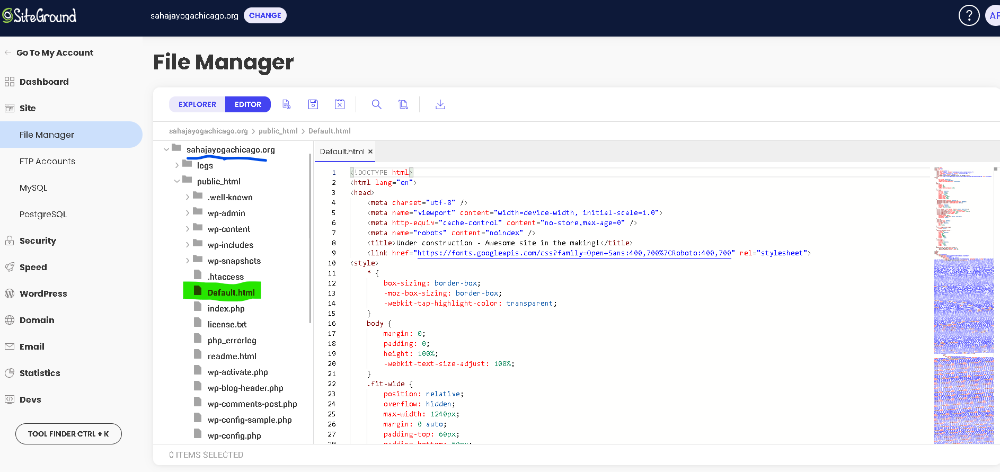 SiteGround
sahajayogachicago.org CHANGE
?
Go To My Account
Dashboard
Site
File Manager
FTP Accounts
MySQL
PostgreSQL
Security
Speed
WordPress
Domain
Email
Statistics
Devs
TOOL FINDER CTRL + K
File Manager
EXPLORER EDITOR
sahajayogachicago.org > public_html > Default.html
sahajayogachicago.org
logs
public_html
.well-known
wp-admin
wp-content
wp-includes
wp-snapshots
.htaccess
Default.html
index.php
license.txt
php_errorlog
readme.html
wp-activate.php
wp-blog-header.php
wp-comments-post.php
wp-config-sample.php
wp-config.php
Default.html ×
1 <!DOCTYPE html>
2 <html lang="en">
3 <head>
4 <meta charset="utf-8" />
5 <meta name="viewport" content="width=device-width, initial-scale=1.0">
6 <meta http-equiv="cache-control" content="no-store,max-age=0" />
7 <meta name="robots" content="noindex" />
8 <title>Under construction - Awesome site in the making!</title>
9 <link href="https://fonts.googleapis.com/css?family=Open+Sans:400,700%7CRoboto:400,700" rel="stylesheet">
10 <style>
11 * {
12 box-sizing: border-box;
13 -moz-box-sizing: border-box;
14 -webkit-tap-highlight-color: transparent;
15 }
16 body {
17 margin: 0;
18 padding: 0;
19 height: 100%;
20 -webkit-text-size-adjust: 100%;
21 }
22 .fit-wide {
23 position: relative;
24 overflow: hidden;
25 max-width: 1240px;
26 margin: 0 auto;
27 padding-top: 60px;
28 padding-bottom: 60px;
0 ITEMS SELECTED